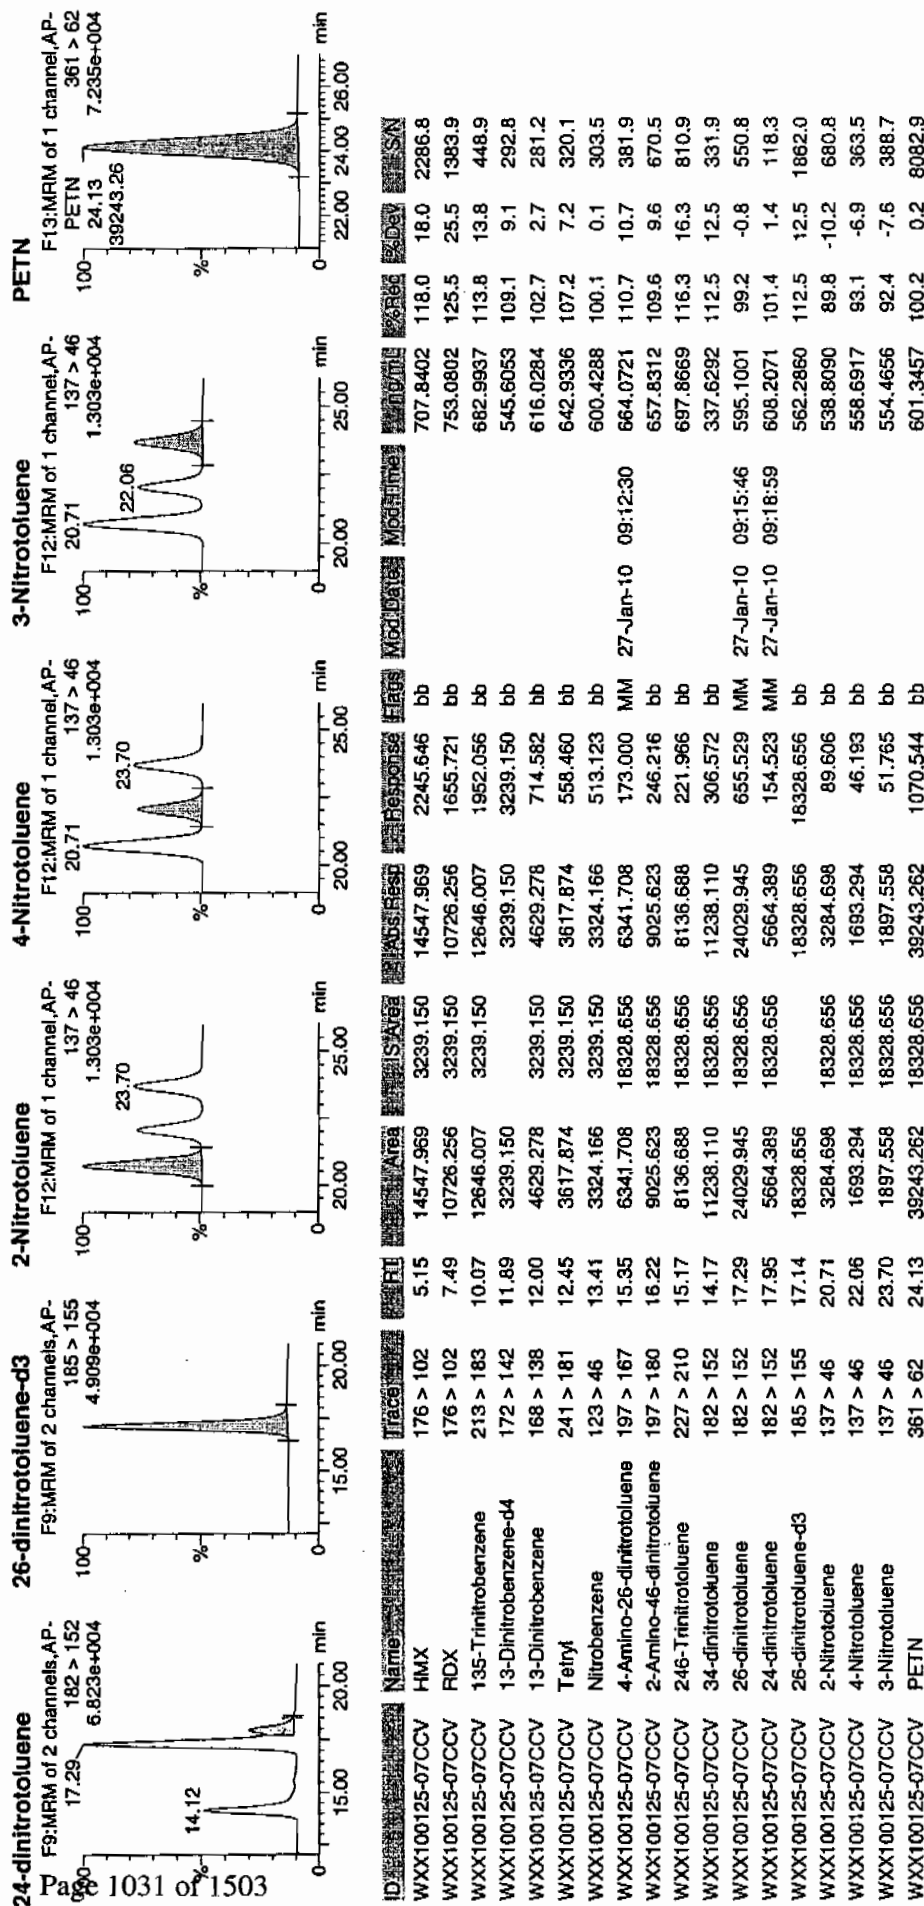 24-dinitrotoluene
F9:MRM of 2 channels,AP-
182 > 152
6.823e+004
17.29
14.12
15.00 20.00 min
26-dinitrotoluene-d3
F9:MRM of 2 channels,AP-
185 > 155
4.909e+004
100
%
0
15.00 20.00 min
2-Nitrotoluene
F12:MRM of 1 channel,AP-
137 > 46
1.303e+004
100
%
0
23.70
20.00 25.00 min
4-Nitrotoluene
F12:MRM of 1 channel,AP-
20.71
137 > 46
1.303e+004
100
%
0
23.70
20.00 25.00 min
3-Nitrotoluene
F12:MRM of 1 channel,AP-
20.71
137 > 46
1.303e+004
100
%
0
22.06
20.00 25.00 min
PETN
F13:MRM of 1 channel,AP-
PETN
24.13
39243.26
361 > 62
7.235e+004
100
%
0
22.00 24.00 26.00 min
ID Name Trace RT Area IS Area Abs.Resp Response Flags Mod.Date Mod.Time ng/mL %Rec %Dev S/N
WXX100125-07CCV HMX 176 > 102 5.15 14547.969 3239.150 14547.969 2245.646 bb 707.8402 118.0 18.0 2286.8
WXX100125-07CCV RDX 176 > 102 7.49 10726.256 3239.150 10726.256 1655.721 bb 753.0802 125.5 25.5 1383.9
WXX100125-07CCV 135-Trinitrobenzene 213 > 183 10.07 12646.007 3239.150 12646.007 1952.056 bb 682.9937 113.8 13.8 448.9
WXX100125-07CCV 13-Dinitrobenzene-d4 172 > 142 11.89 3239.150 3239.150 3239.150 bb 545.6053 109.1 9.1 292.8
WXX100125-07CCV 13-Dinitrobenzene 168 > 138 12.00 4629.278 3239.150 4629.278 714.582 bb 616.0284 102.7 2.7 281.2
WXX100125-07CCV Tetryl 241 > 181 12.45 3617.874 3239.150 3617.874 558.460 bb 642.9336 107.2 7.2 320.1
WXX100125-07CCV Nitrobenzene 123 > 46 13.41 3324.166 3239.150 3324.166 513.123 bb 600.4288 100.1 0.1 303.5
WXX100125-07CCV 4-Amino-26-dinitrotoluene 197 > 167 15.35 6341.708 18328.656 6341.708 173.000 MM 27-Jan-10 09:12:30 664.0721 110.7 10.7 381.9
WXX100125-07CCV 2-Amino-46-dinitrotoluene 197 > 180 16.22 9025.623 18328.656 9025.623 246.216 bb 657.8312 109.6 9.6 670.5
WXX100125-07CCV 246-Trinitrotoluene 227 > 210 15.17 8136.688 18328.656 8136.688 221.966 bb 697.8669 116.3 16.3 810.9
WXX100125-07CCV 34-dinitrotoluene 182 > 152 14.17 11238.110 18328.656 11238.110 306.572 bb 337.6292 112.5 12.5 331.9
WXX100125-07CCV 26-dinitrotoluene 182 > 152 17.29 24029.945 18328.656 24029.945 655.529 MM 27-Jan-10 09:15:46 595.1001 99.2 -0.8 550.8
WXX100125-07CCV 24-dinitrotoluene 182 > 152 17.95 5664.389 18328.656 5664.389 154.523 MM 27-Jan-10 09:18:59 608.2071 101.4 1.4 118.3
WXX100125-07CCV 26-dinitrotoluene-d3 185 > 155 17.14 18328.656 18328.656 18328.656 bb 562.2860 112.5 12.5 1862.0
WXX100125-07CCV 2-Nitrotoluene 137 > 46 20.71 3284.698 18328.656 3284.698 89.606 bb 538.8090 89.8 -10.2 680.8
WXX100125-07CCV 4-Nitrotoluene 137 > 46 22.06 1693.294 18328.656 1693.294 46.193 bb 558.6917 93.1 -6.9 363.5
WXX100125-07CCV 3-Nitrotoluene 137 > 46 23.70 1897.558 18328.656 1897.558 51.765 bb 554.4656 92.4 -7.6 388.7
WXX100125-07CCV PETN 361 > 62 24.13 39243.262 18328.656 39243.262 1070.544 bb 601.3457 100.2 0.2 8082.9
Page 1031 of 1503